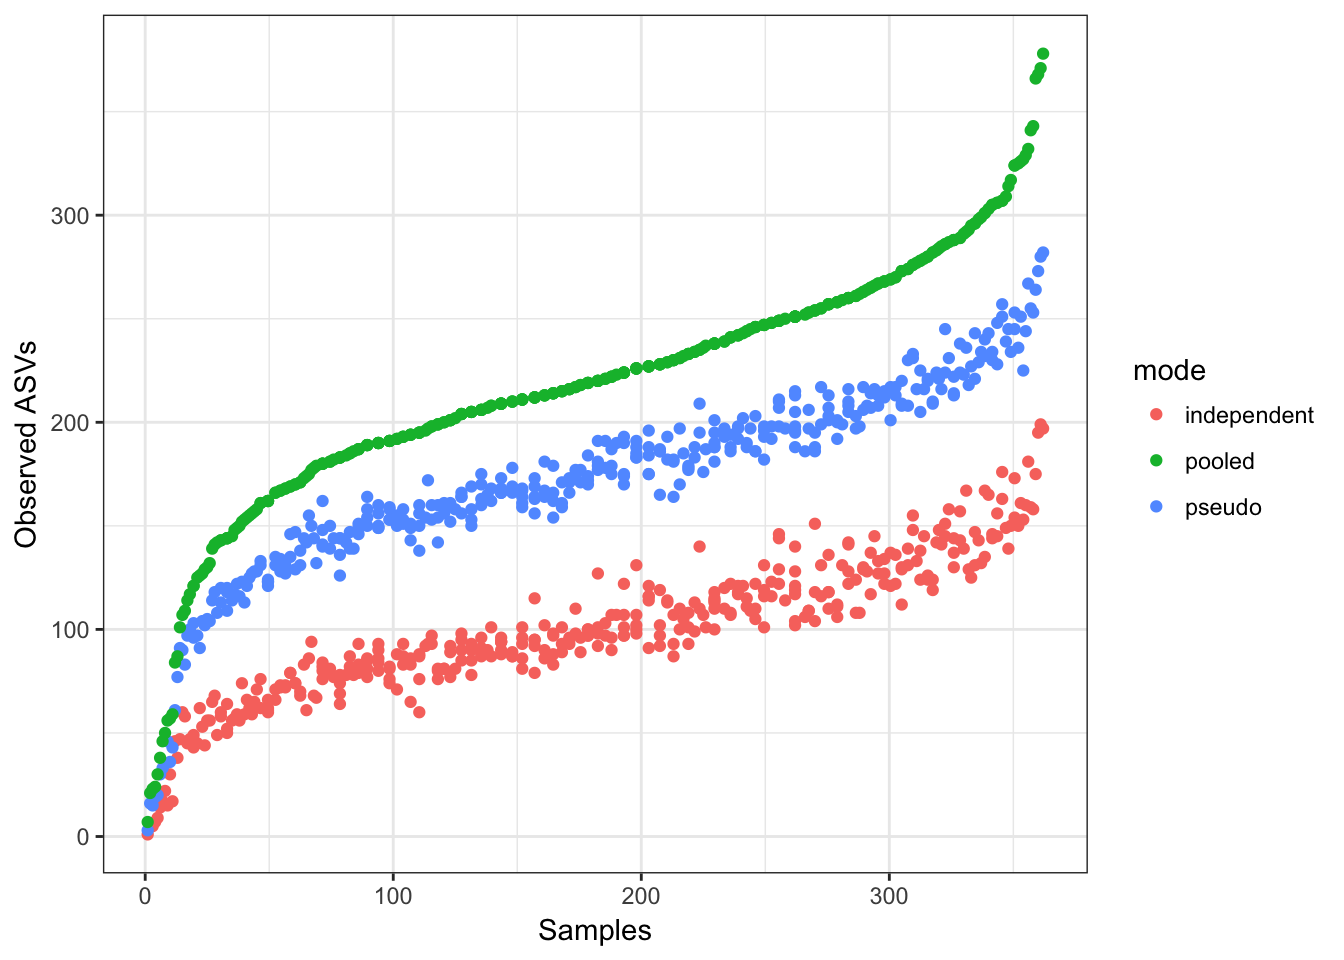 Observed ASVs
300
200
100
0
0
100
200
300
Samples
mode
independent
pooled
pseudo